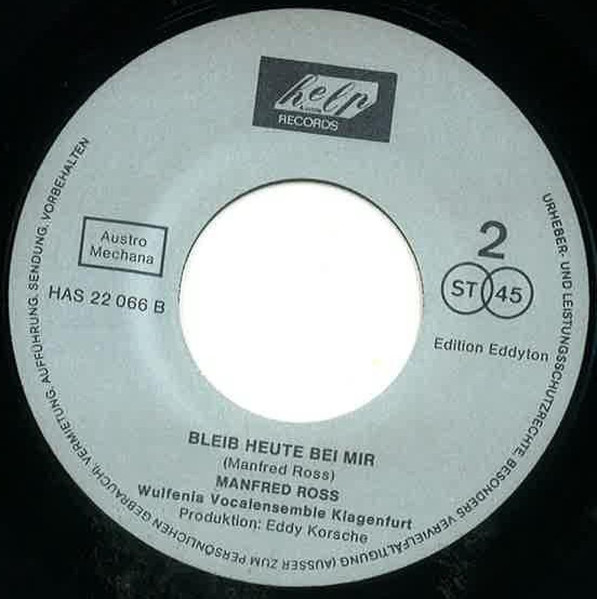 help
RECORDS
Austro
Mechana
HAS 22 066 B
2
ST 45
Edition Eddyton
BLEIB HEUTE BEI MIR
(Manfred Ross)
MANFRED ROSS
Wulfenia Vocalensemble Klagenfurt
Produktion: Eddy Korsche
URHEBER- UND LEISTUNGSSCHUTZRECHTE, BESONDERS VERVIELFÄLTIGUNG (AUSSER ZUM PERSÖNLICHEN GEBRAUCH), VERMIETUNG, AUFFÜHRUNG, SENDUNG, VORBEHALTEN